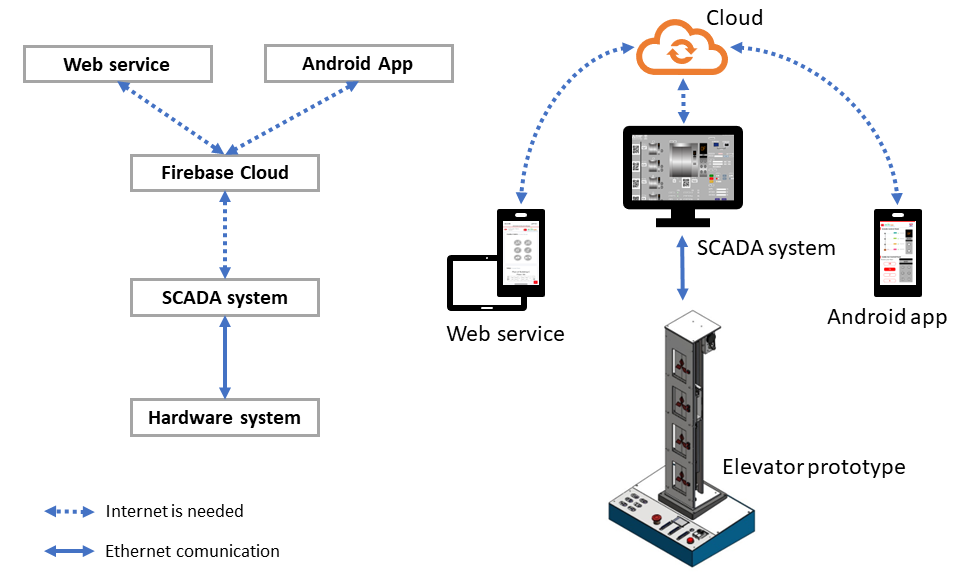 Web service
Android App
Firebase Cloud
SCADA system
Hardware system
Internet is needed
Ethernet comunication
Cloud
SCADA system
Web service
Android app
Elevator prototype